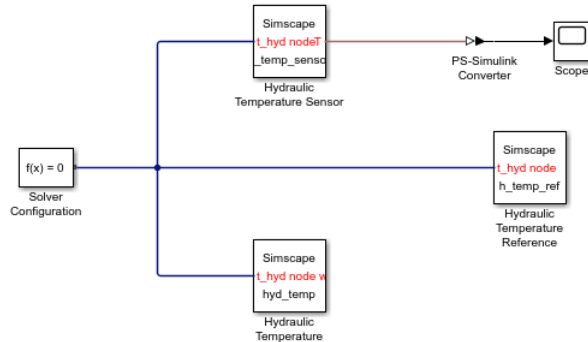 Simscape
t_hyd nodeT
_temp_senso
Hydraulic
Temperature Sensor
PS-Simulink
Converter
Scope
f(x) = 0
Solver
Configuration
Simscape
t_hyd node
h_temp_ref
Hydraulic
Temperature
Reference
Simscape
t_hyd node w
hyd_temp
Hydraulic
Temperature